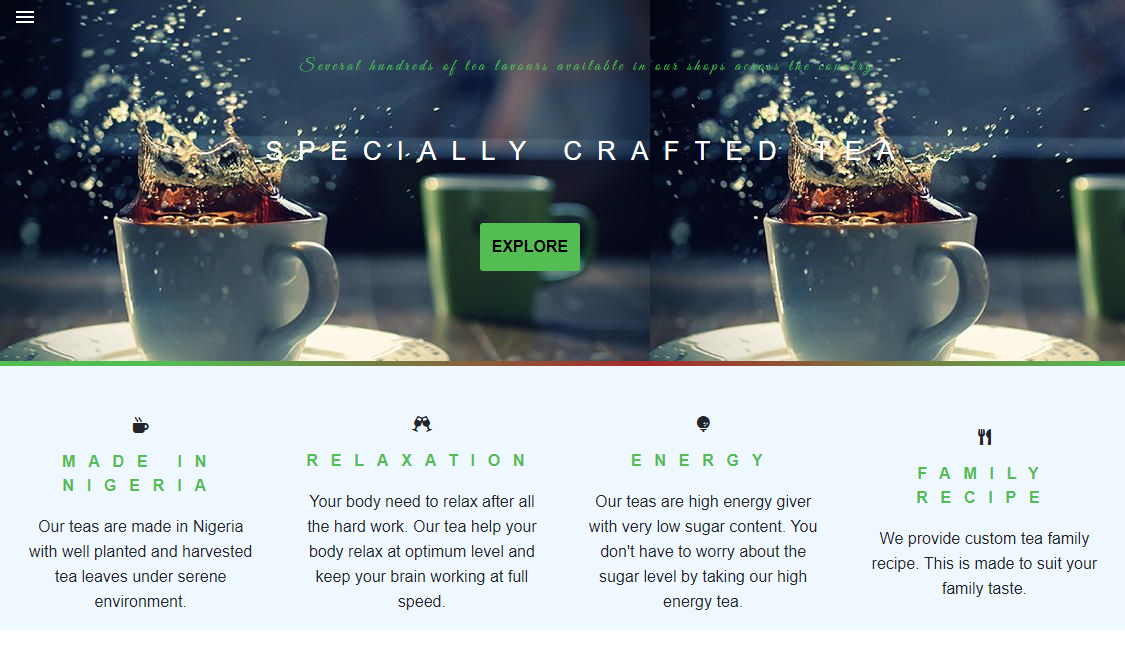 Several hundreds of tea lavours available in our shops across the country
SPECIALLY CRAFTED TEA
EXPLORE
MADE IN
NIGERIA
Our teas are made in Nigeria
with well planted and harvested
tea leaves under serene
environment.
RELAXATION
Your body need to relax after all
the hard work. Our tea help your
body relax at optimum level and
keep your brain working at full
speed.
ENERGY
Our teas are high energy giver
with very low sugar content. You
don't have to worry about the
sugar level by taking our high
energy tea.
FAMILY
RECIPE
We provide custom tea family
recipe. This is made to suit your
family taste.